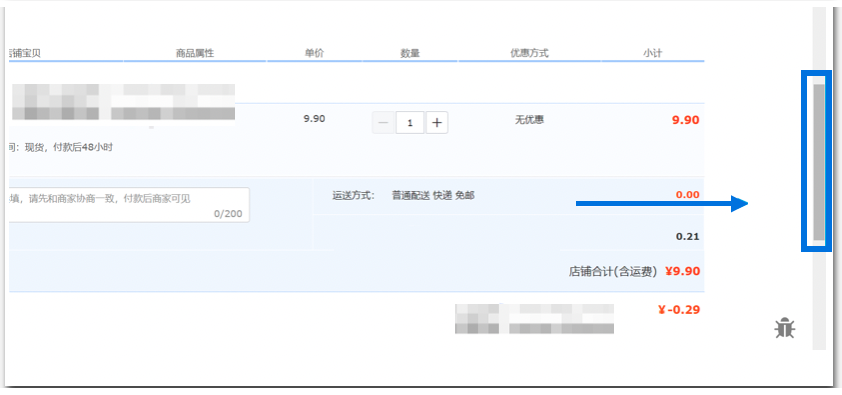 铺宝贝 商品属性 单价 数量 优惠方式 小计
9.90 － 1 + 无优惠 9.90
间：现货，付款后48小时
填，请先和商家协商一致，付款后商家可见
0/200
运送方式： 普通配送 快递 免邮 0.00
0.21
店铺合计(含运费) ¥9.90
¥ -0.29